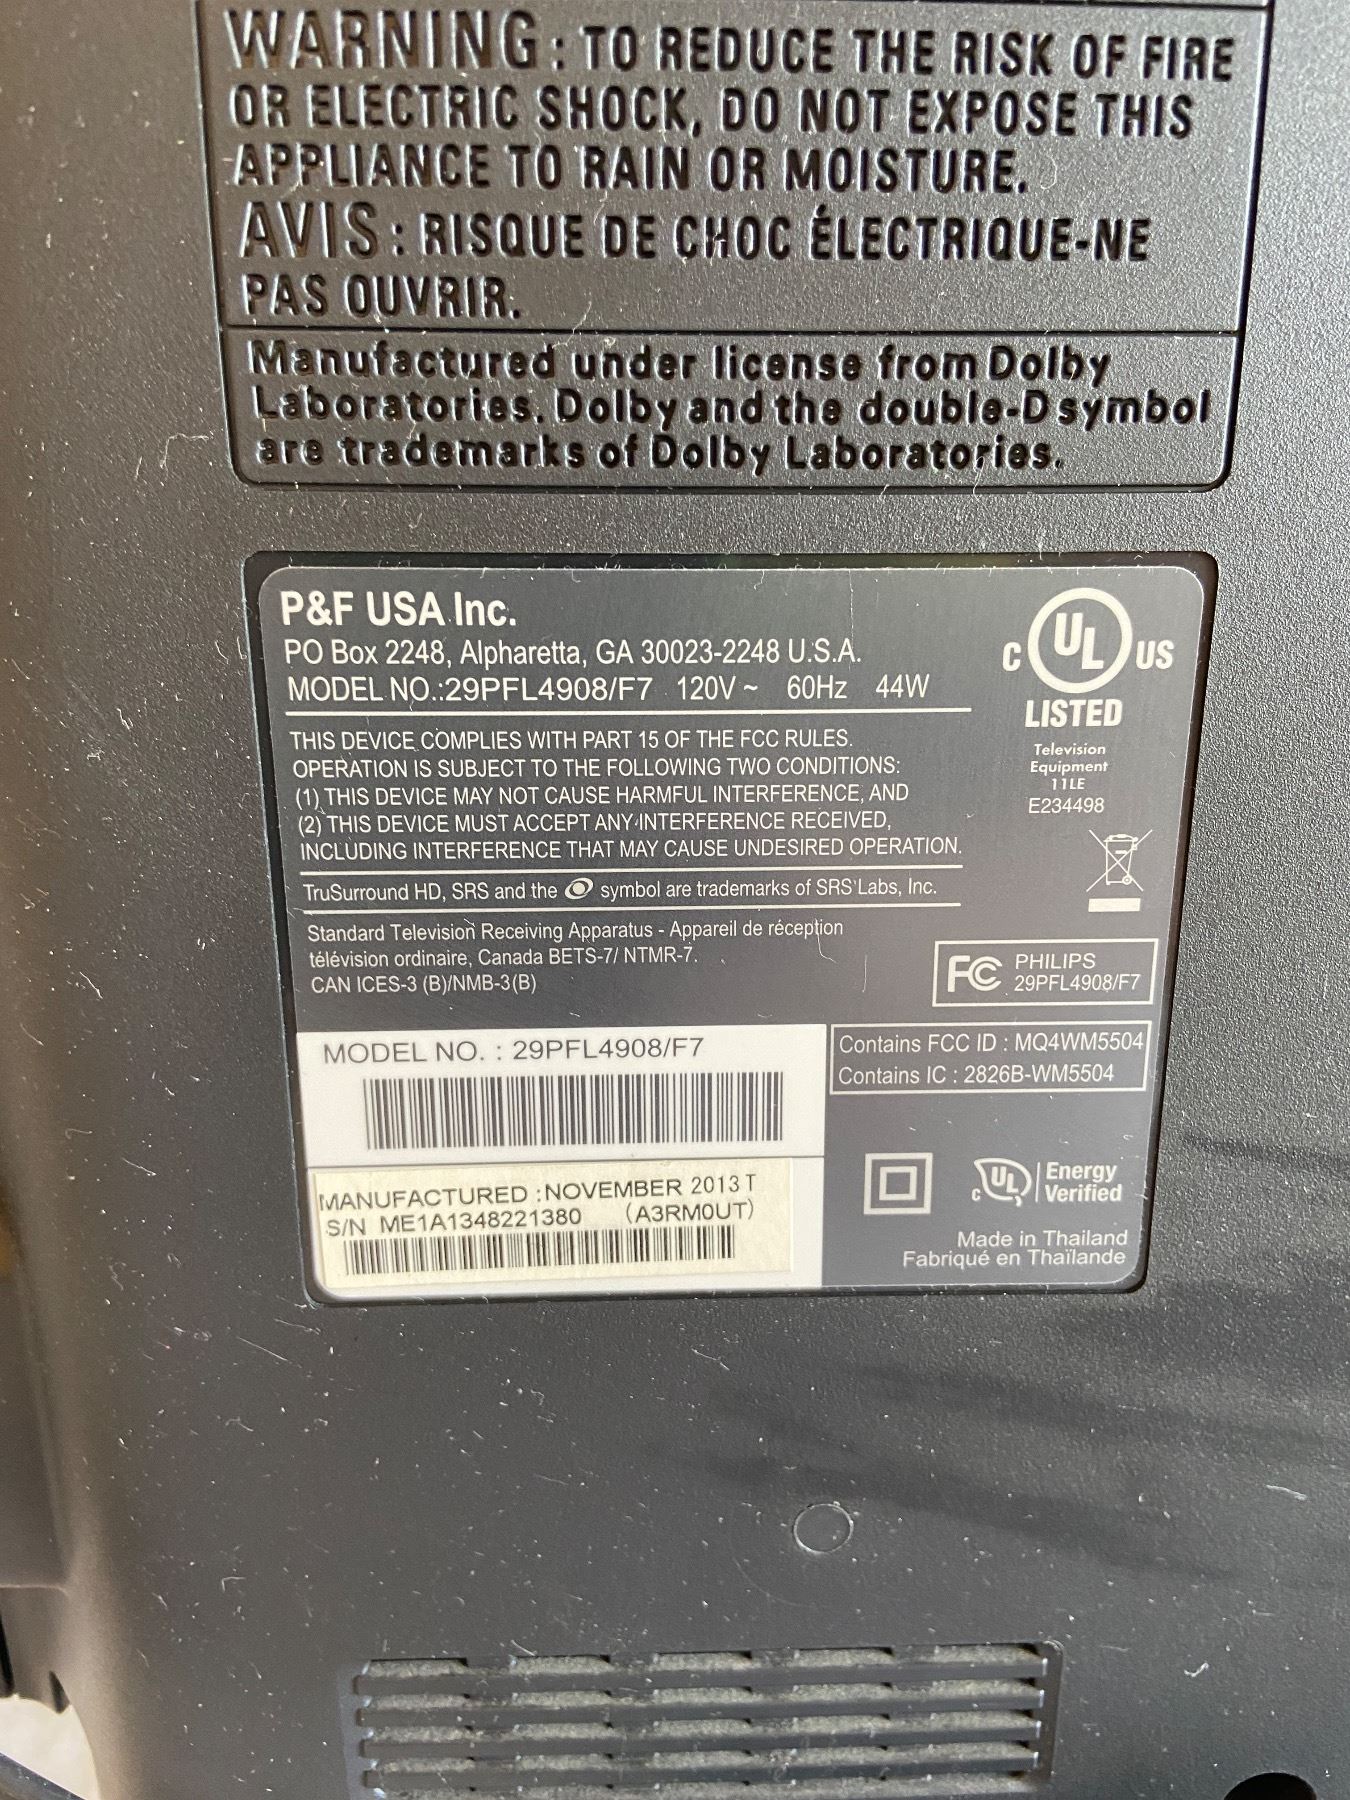 WARNING : TO REDUCE THE RISK OF FIRE
OR ELECTRIC SHOCK, DO NOT EXPOSE THIS
APPLIANCE TO RAIN OR MOISTURE.
AVIS : RISQUE DE CHOC ÉLECTRIQUE-NE
PAS OUVRIR.
Manufactured under license from Dolby
Laboratories. Dolby and the double-D symbol
are trademarks of Dolby Laboratories.
P&F USA Inc.
PO Box 2248, Alpharetta, GA 30023-2248 U.S.A.
MODEL NO.:29PFL4908/F7 120V ~ 60Hz 44W
C UL US
LISTED
Television
Equipment
11LE
E234498
THIS DEVICE COMPLIES WITH PART 15 OF THE FCC RULES.
OPERATION IS SUBJECT TO THE FOLLOWING TWO CONDITIONS:
(1) THIS DEVICE MAY NOT CAUSE HARMFUL INTERFERENCE, AND
(2) THIS DEVICE MUST ACCEPT ANY INTERFERENCE RECEIVED,
INCLUDING INTERFERENCE THAT MAY CAUSE UNDESIRED OPERATION.
TruSurround HD, SRS and the symbol are trademarks of SRS Labs, Inc.
Standard Television Receiving Apparatus - Appareil de réception
télévision ordinaire, Canada BETS-7/ NTMR-7.
CAN ICES-3 (B)/NMB-3(B)
FC PHILIPS
29PFL4908/F7
MODEL NO. : 29PFL4908/F7
Contains FCC ID : MQ4WM5504
Contains IC : 2826B-WM5504
MANUFACTURED :NOVEMBER 2013 T
S/N ME1A1348221380 (A3RM0UT)
c UL Energy
Verified
Made in Thailand
Fabriqué en Thaïlande